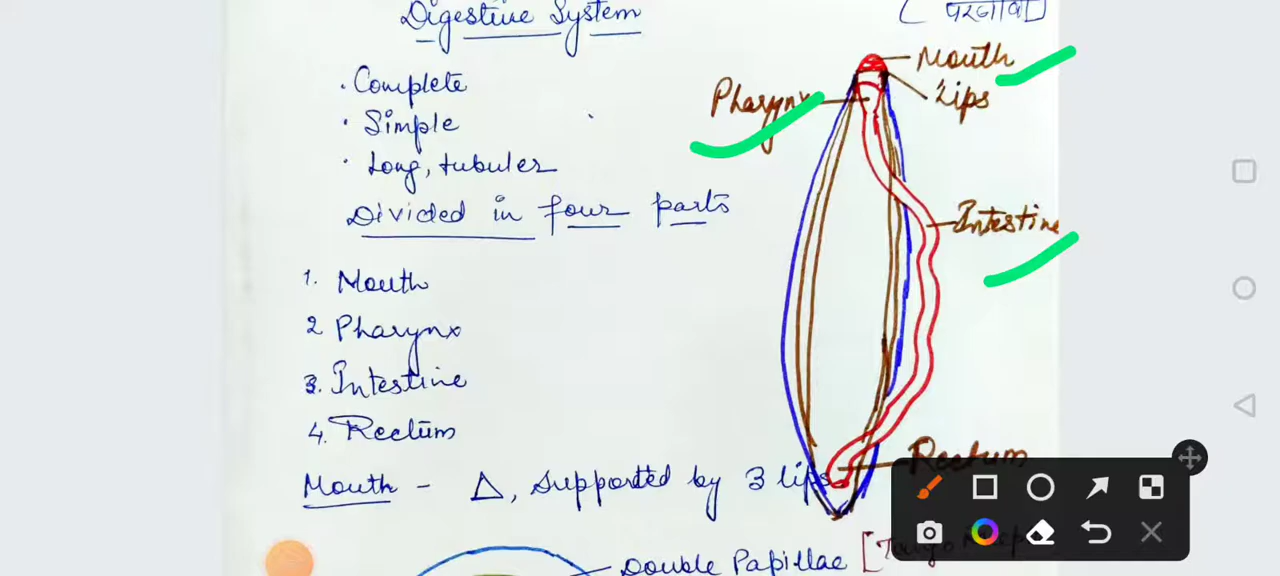 Digestive System
· Complete
· Simple
· Long, tubuler
Divided in four parts
1. Mouth
2 Pharynx
3. Intestine
4. Rectum
Mouth - Δ, supported by 3 lips
Double Papillae [
Mouth
Lips
Pharynx
Intestine
Rectum